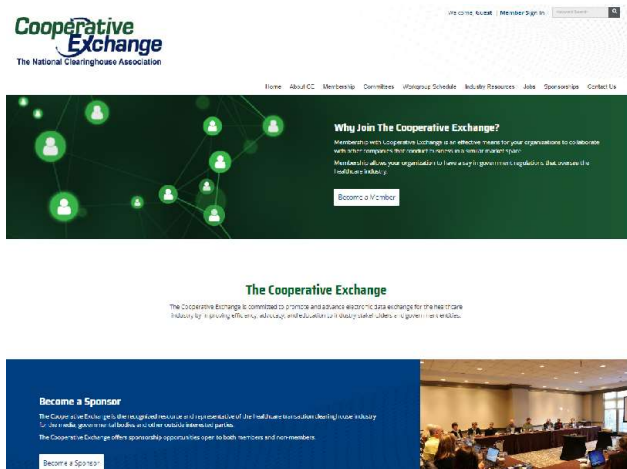 Cooperative
Exchange
The National Clearinghouse Association
Welcome, Guest | Member Sign In
Home About CE Membership Committees Workgroup Schedule Industry Resources Jobs Sponsorships Contact Us
Why Join The Cooperative Exchange?
Membership with Cooperative Exchange is an effective means for your organizations to collaborate
with other companies that conduct business in a similar market space.
Membership allows your organization to have a say in government regulations that oversee the
healthcare industry.
Become a Member
The Cooperative Exchange
The Cooperative Exchange is committed to promote and advance electronic data exchange for the healthcare
industry by improving efficiency, advocacy, and education to industry stakeholders and government entities.
Become a Sponsor
The Cooperative Exchange is the recognized resource and representative of the healthcare transaction clearinghouse industry
for the media, governmental bodies and other outside interested parties.
The Cooperative Exchange offers sponsorship opportunities open to both members and non-members.
Become a Sponsor